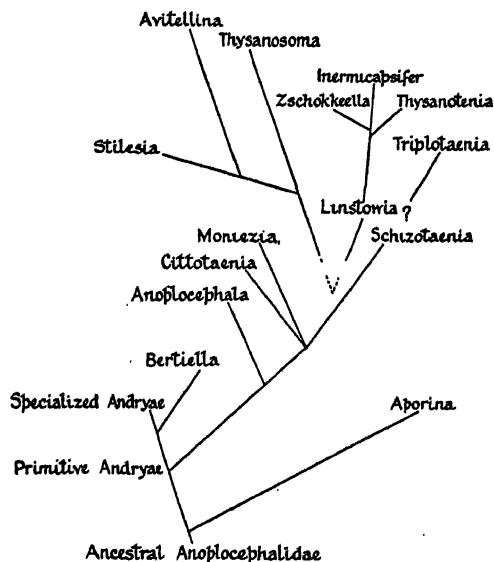 Avitellina
Thysanosoma
Inermicapsifer
Zschokkeella Thysanotenia
Stilesia
Triplotaenia
Linstowia ?
Moniezia,
Schizotaenia
Cittotaenia
Anoplocephala
Bertiella
Specialized Andryae
Aporina
Primitive Andryae
Ancestral Anoplocephalidae